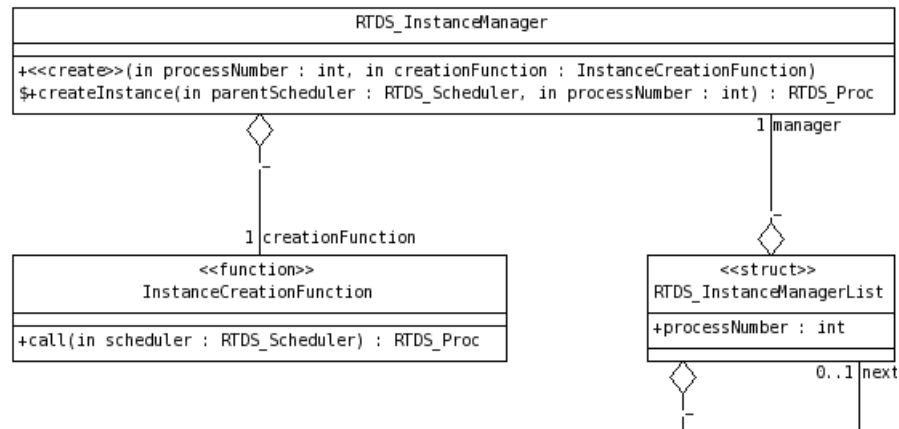 RTDS_InstanceManager
+<<create>>(in processNumber : int, in creationFunction : InstanceCreationFunction)
$+createInstance(in parentScheduler : RTDS_Scheduler, in processNumber : int) : RTDS_Proc
1 manager
-
-
1 creationFunction
<<function>>
InstanceCreationFunction
+call(in scheduler : RTDS_Scheduler) : RTDS_Proc
<<struct>>
RTDS_InstanceManagerList
+processNumber : int
0..1 next
-